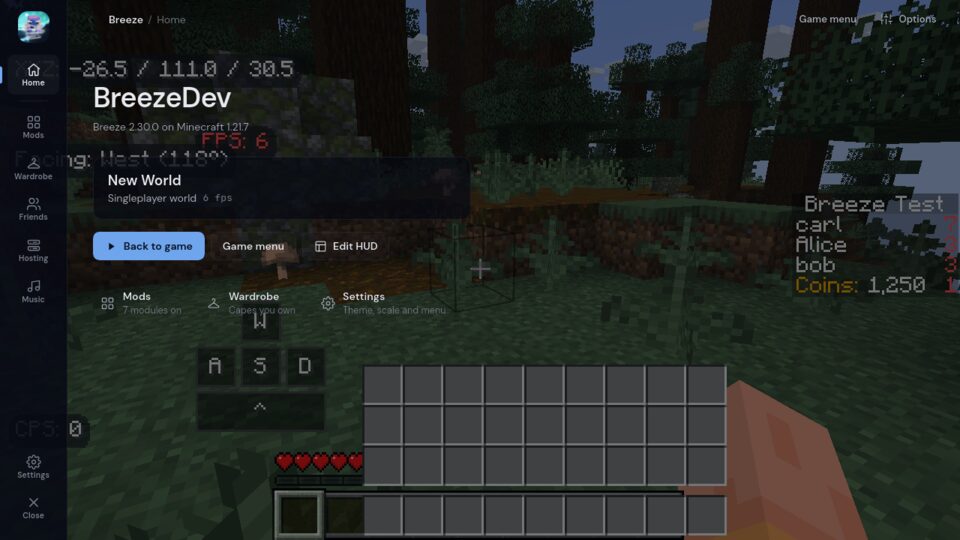 Breeze / Home
Game menu
Options
Home
XYZ: -26.5 / 111.0 / 30.5
BreezeDev
Breeze 2.30.0 on Minecraft 1.21.7
FPS: 6
Mods
Facing: West (118°)
Wardrobe
New World
Singleplayer world 6 fps
Friends
Breeze Test
carl
Alice
bob 3
Coins: 1,250
Back to game
Game menu
Edit HUD
Hosting
Music
Mods
7 modules on
Wardrobe
Capes you own
Settings
Theme, scale and menu
W
A
S
D
^
CPS: 0
Settings
Close